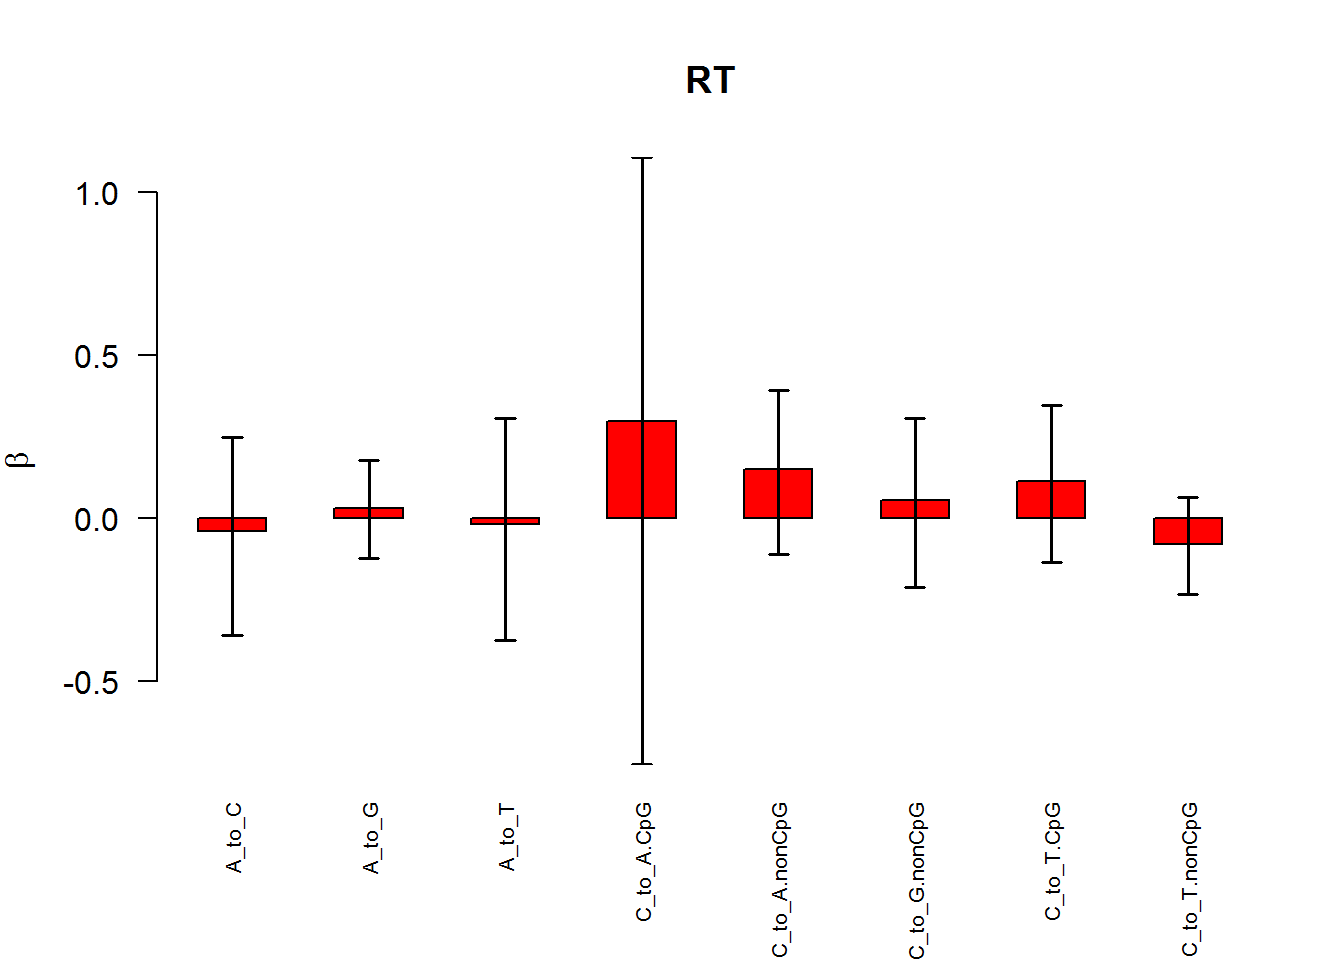 RT
1.0
0.5
0.0
-0.5
β
A_to_C
A_to_G
A_to_T
C_to_A.CpG
C_to_A.nonCpG
C_to_G.nonCpG
C_to_T.CpG
C_to_T.nonCpG